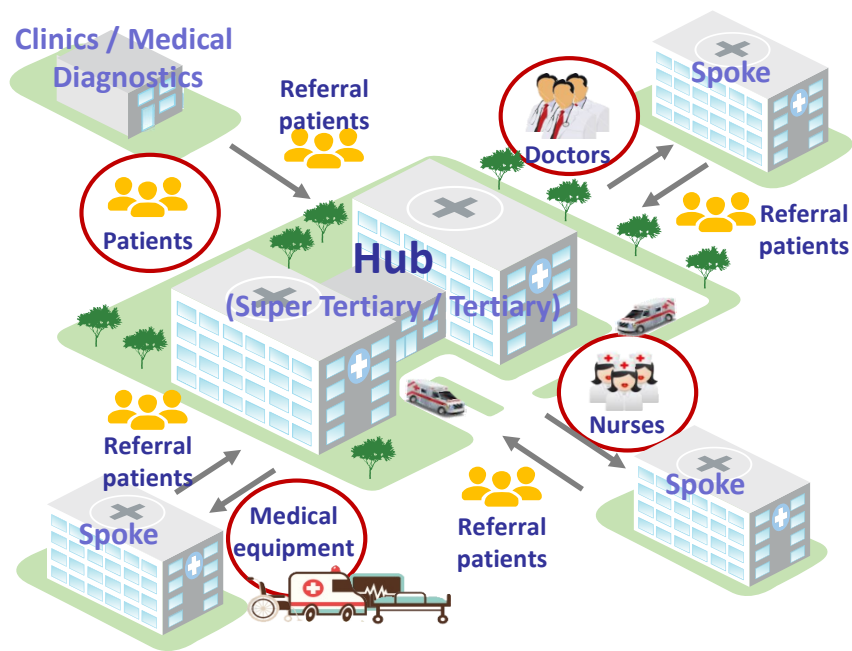 Clinics / Medical
Diagnostics
Referral
patients
Doctors
Spoke
Patients
Referral
patients
Hub
(Super Tertiary / Tertiary)
Referral
patients
Nurses
Spoke
Medical
equipment
Spoke
Referral
patients